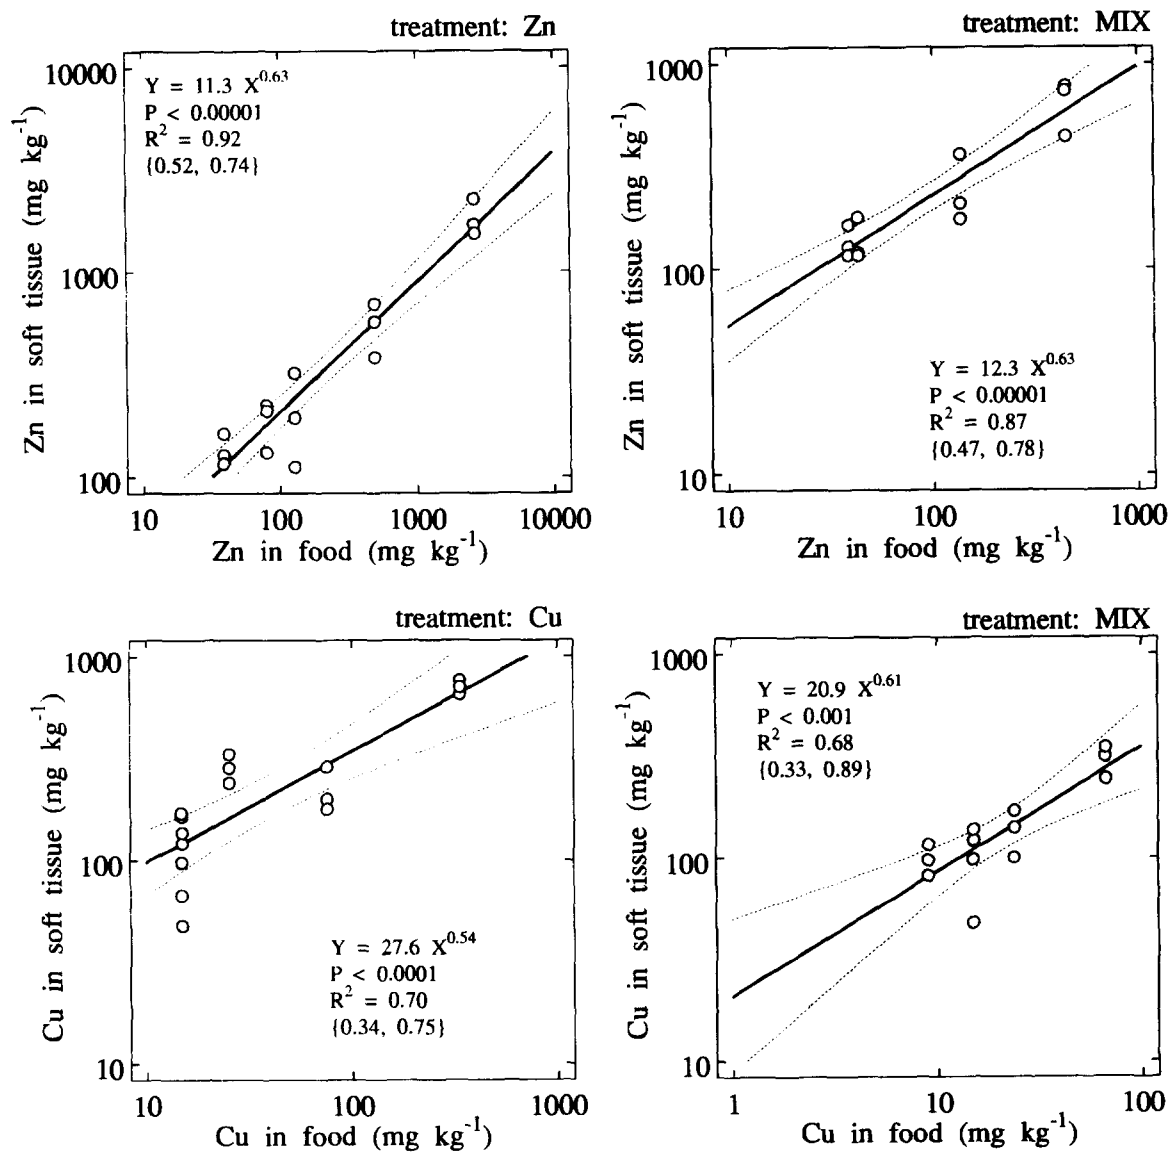 treatment: Zn
10000
Y = 11.3 X^0.63
P < 0.00001
R^2 = 0.92
{0.52, 0.74}
1000
100
Zn in soft tissue (mg kg^-1)
10 100 1000 10000
Zn in food (mg kg^-1)
treatment: MIX
1000
100
10
Zn in soft tissue (mg kg^-1)
Y = 12.3 X^0.63
P < 0.00001
R^2 = 0.87
{0.47, 0.78}
10 100 1000
Zn in food (mg kg^-1)
treatment: Cu
1000
100
10
Cu in soft tissue (mg kg^-1)
Y = 27.6 X^0.54
P < 0.0001
R^2 = 0.70
{0.34, 0.75}
10 100 1000
Cu in food (mg kg^-1)
treatment: MIX
1000
Y = 20.9 X^0.61
P < 0.001
R^2 = 0.68
{0.33, 0.89}
100
10
Cu in soft tissue (mg kg^-1)
1 10 100
Cu in food (mg kg^-1)